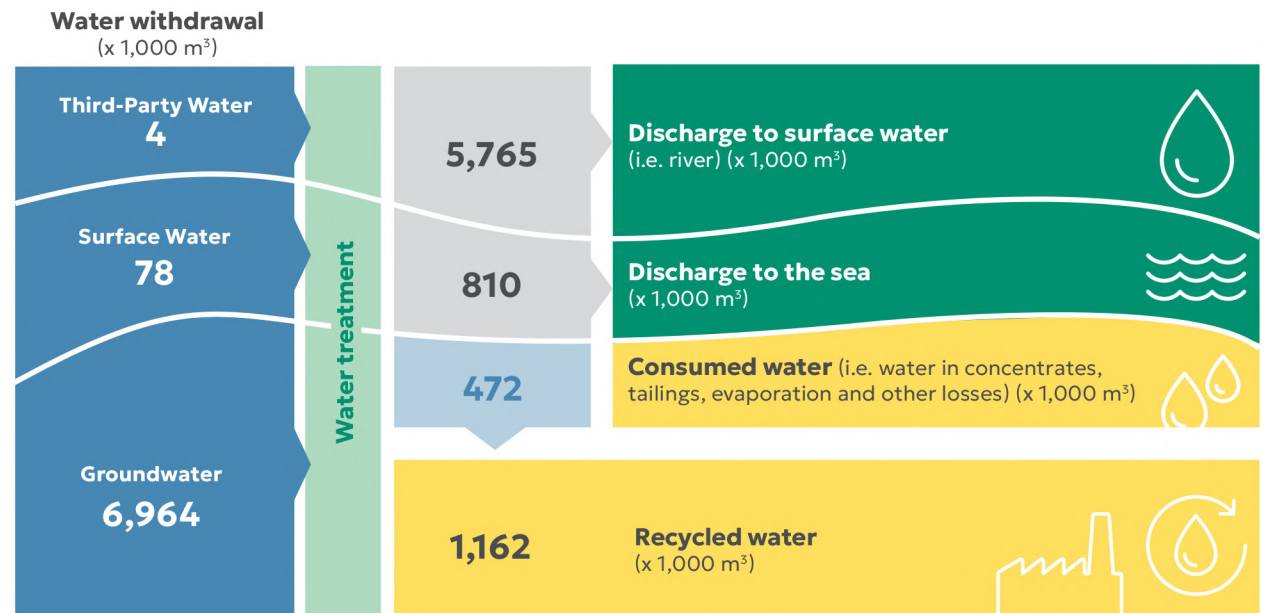 Water withdrawal
(x 1,000 m³)
Third-Party Water
4
Surface Water
78
Groundwater
6,964
Water treatment
5,765
Discharge to surface water
(i.e. river) (x 1,000 m³)
810
Discharge to the sea
(x 1,000 m³)
472
Consumed water (i.e. water in concentrates,
tailings, evaporation and other losses) (x 1,000 m³)
1,162
Recycled water
(x 1,000 m³)